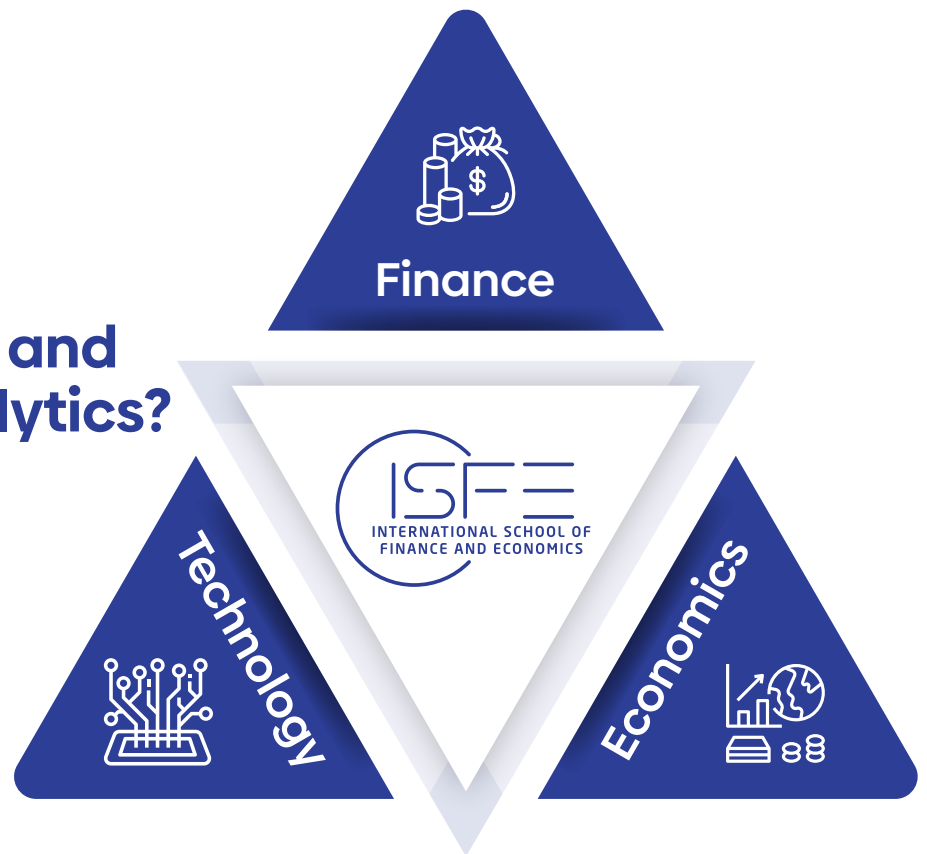 Finance
and
lytics?
$
ISFE
INTERNATIONAL SCHOOL OF
FINANCE AND ECONOMICS
Technology
Economics